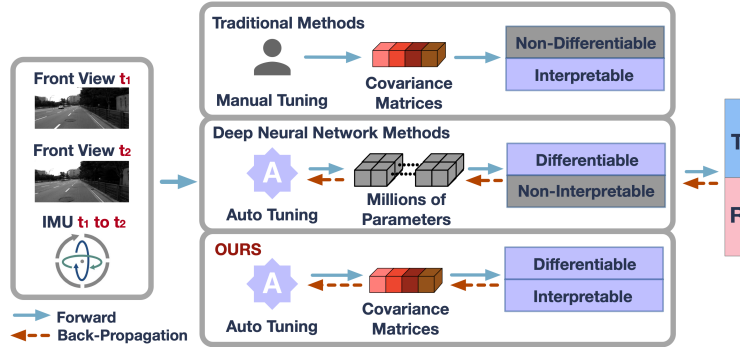 Front View t1
Front View t2
IMU t1 to t2
Forward
Back-Propagation
Traditional Methods
Manual Tuning
Covariance
Matrices
Non-Differentiable
Interpretable
Deep Neural Network Methods
A
Auto Tuning
Millions of
Parameters
Differentiable
Non-Interpretable
OURS
A
Auto Tuning
Covariance
Matrices
Differentiable
Interpretable
T
R